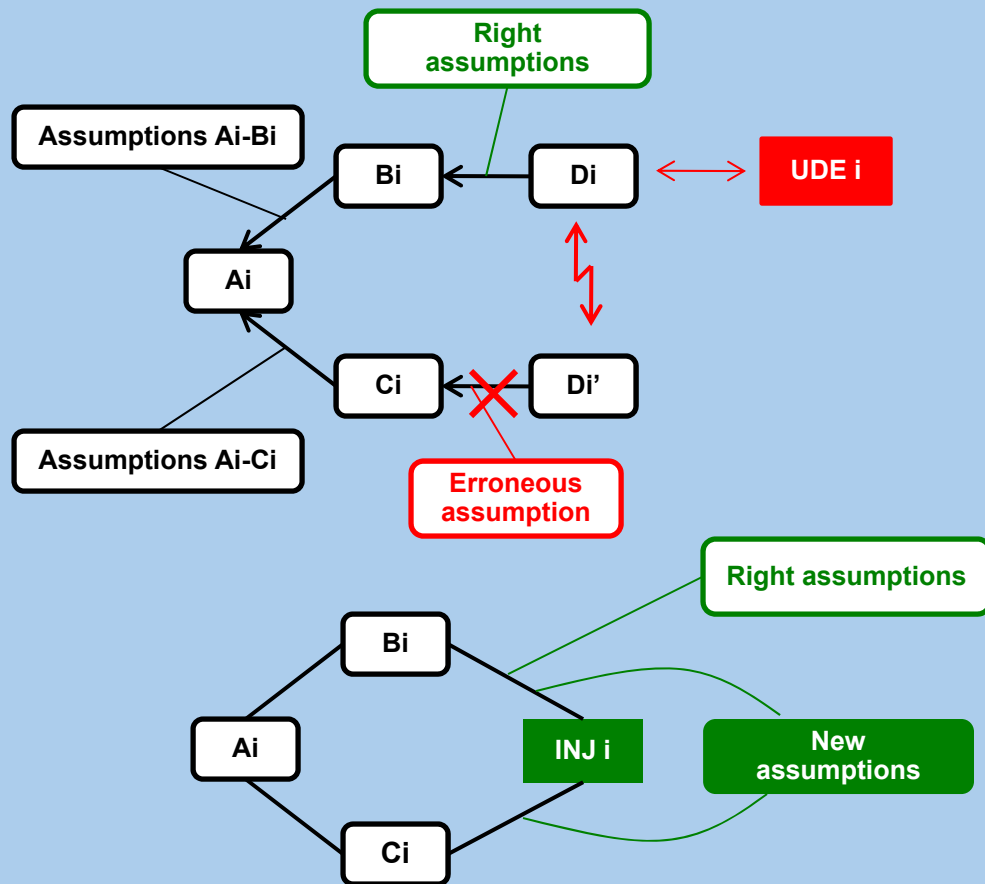 Right
assumptions
Assumptions Ai-Bi
Bi
Di
UDE i
Ai
Ci
Di’
Assumptions Ai-Ci
Erroneous
assumption
Right assumptions
Bi
Ai
INJ i
New
assumptions
Ci